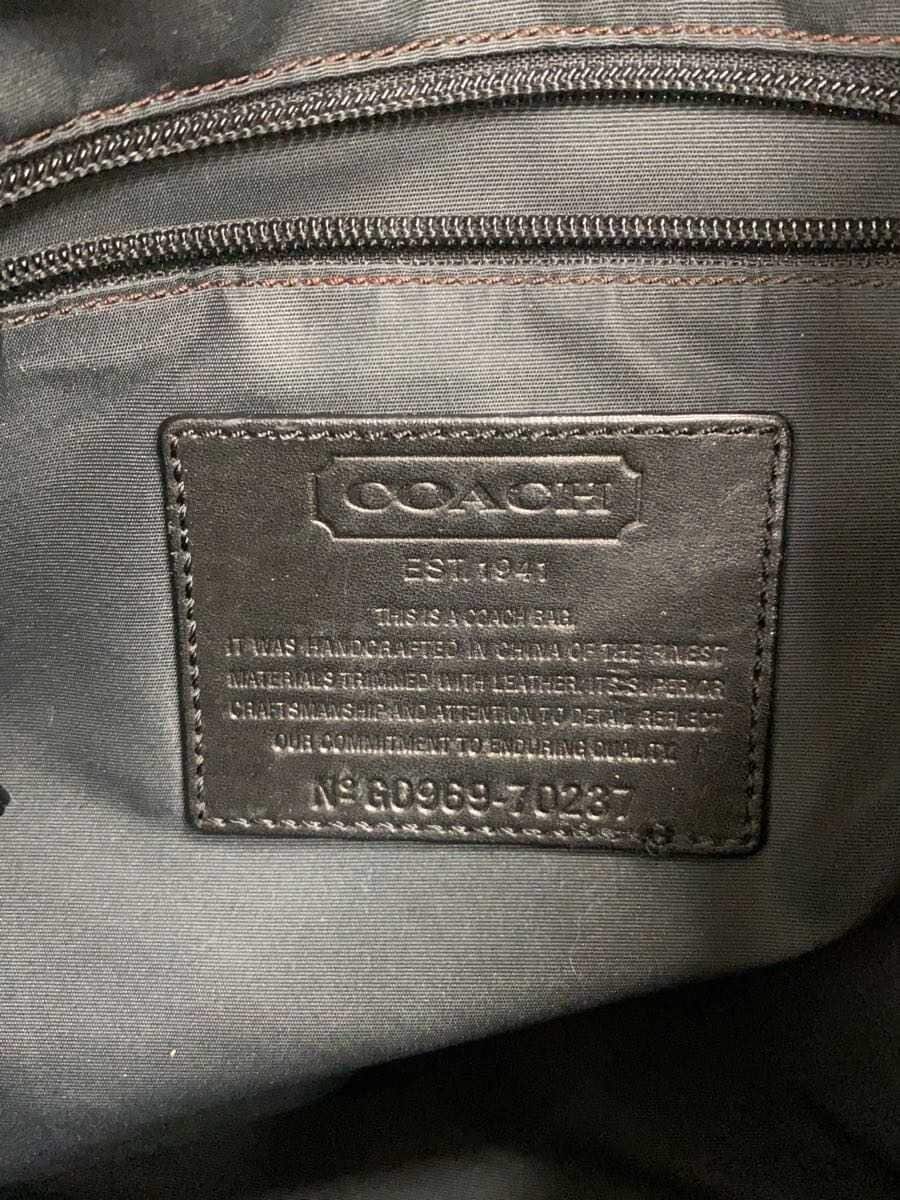 COACH
EST. 1941
THIS IS A COACH BAG.
IT WAS HANDCRAFTED IN CHINA OF THE FINEST
MATERIALS TRIMMED WITH LEATHER. ITS SUPERIOR
CRAFTSMANSHIP AND ATTENTION TO DETAIL REFLECT
OUR COMMITMENT TO ENDURING QUALITY.
Nº G0969-70237